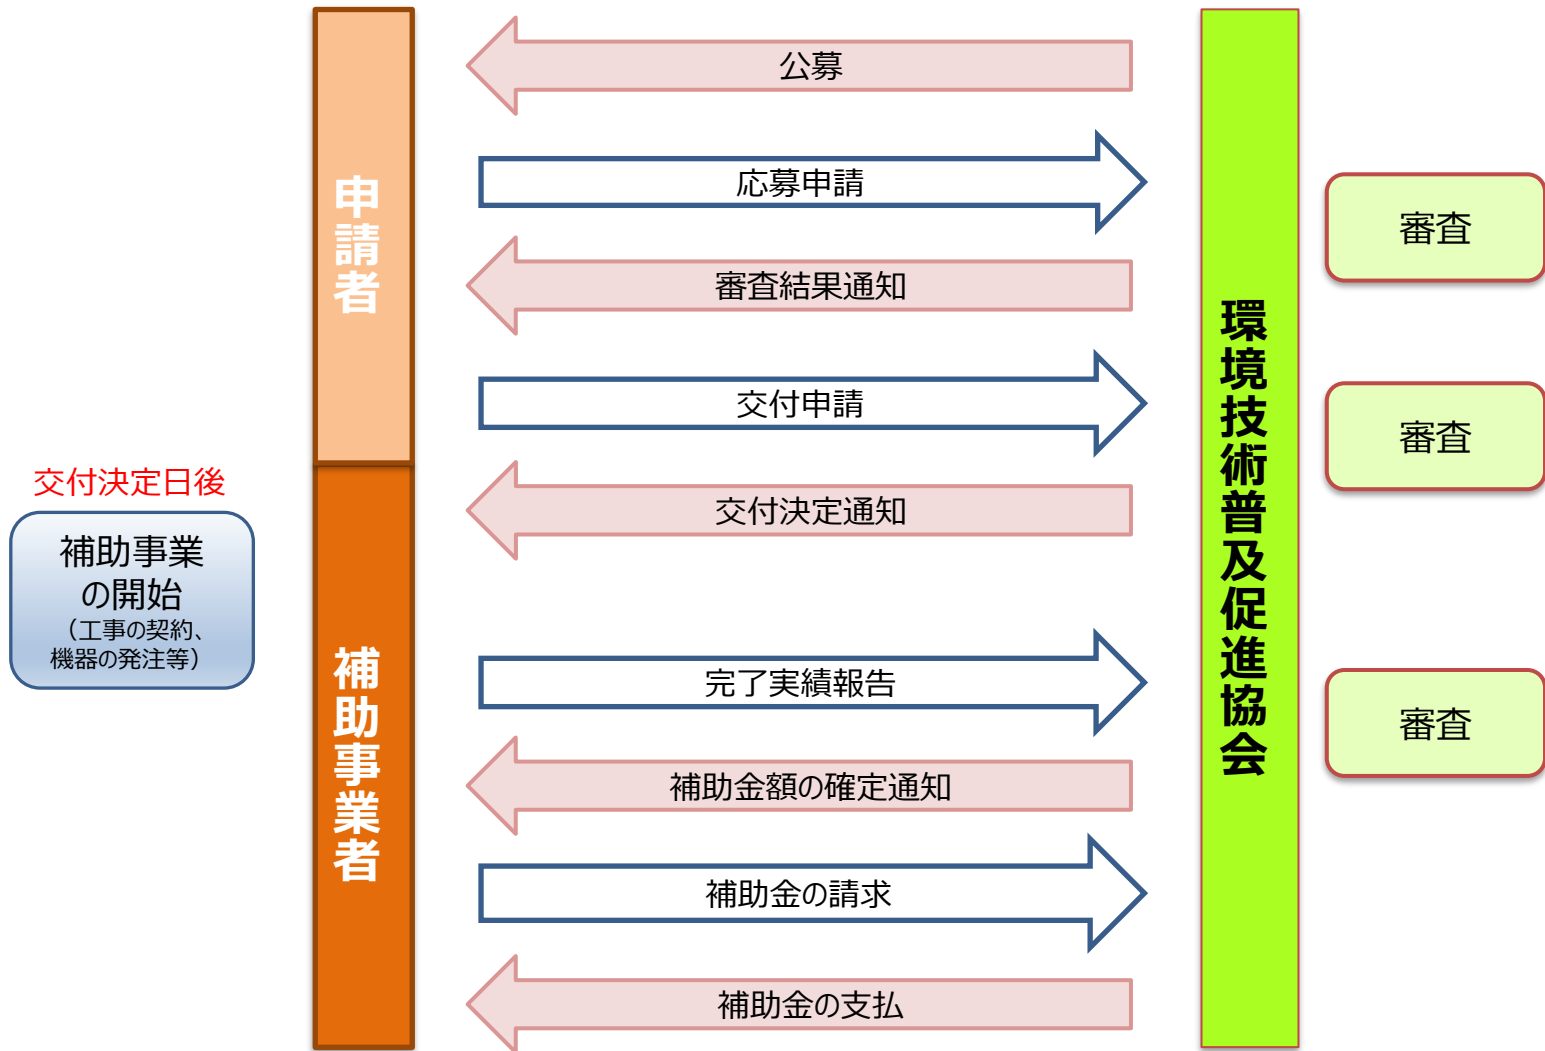 公募
応募申請
審査
審査結果通知
交付申請
審査
交付決定通知
申請者
環境技術普及促進協会
交付決定日後
補助事業
の開始
（工事の契約、
機器の発注等）
補助事業者
完了実績報告
審査
補助金額の確定通知
補助金の請求
補助金の支払